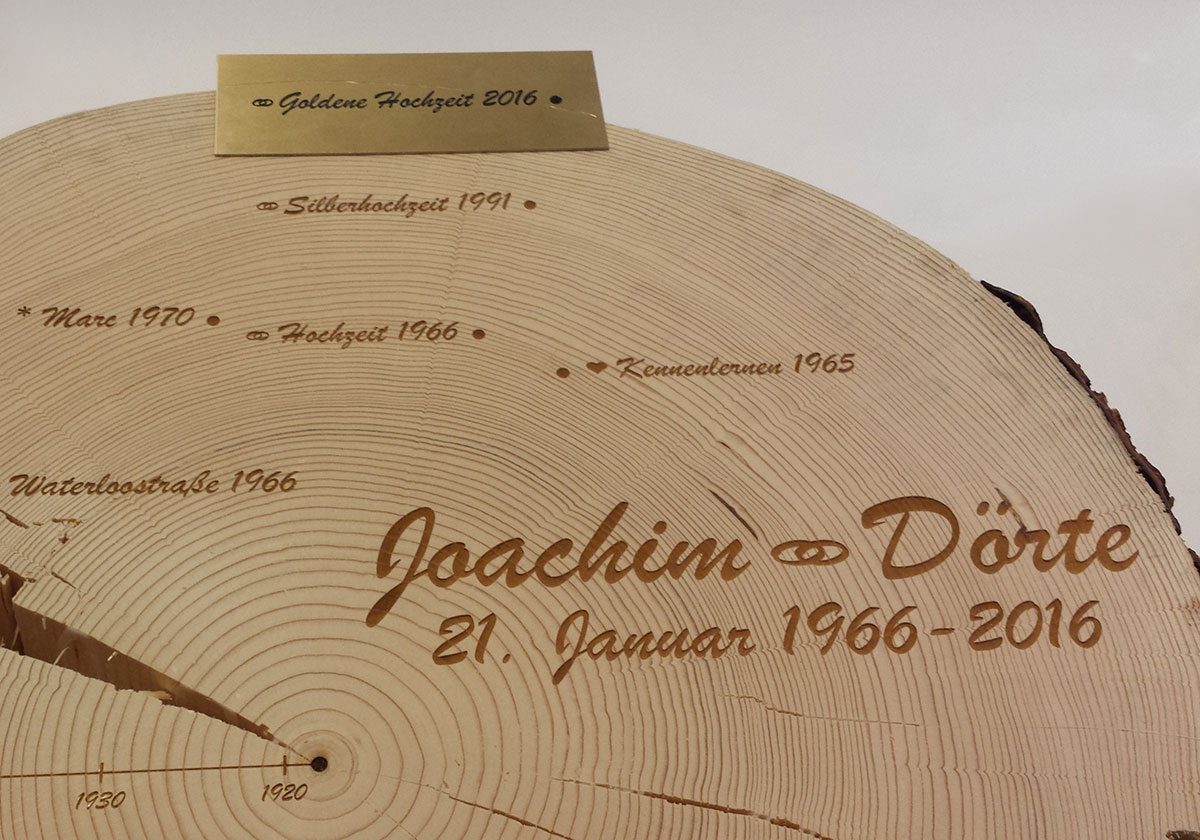 Goldene Hochzeit 2016
Silberhochzeit 1991
* Marc 1970
Hochzeit 1966
Kennenlernen 1965
Waterloostraße 1966
Joachim Dörte
21. Januar 1966-2016
1930 1920